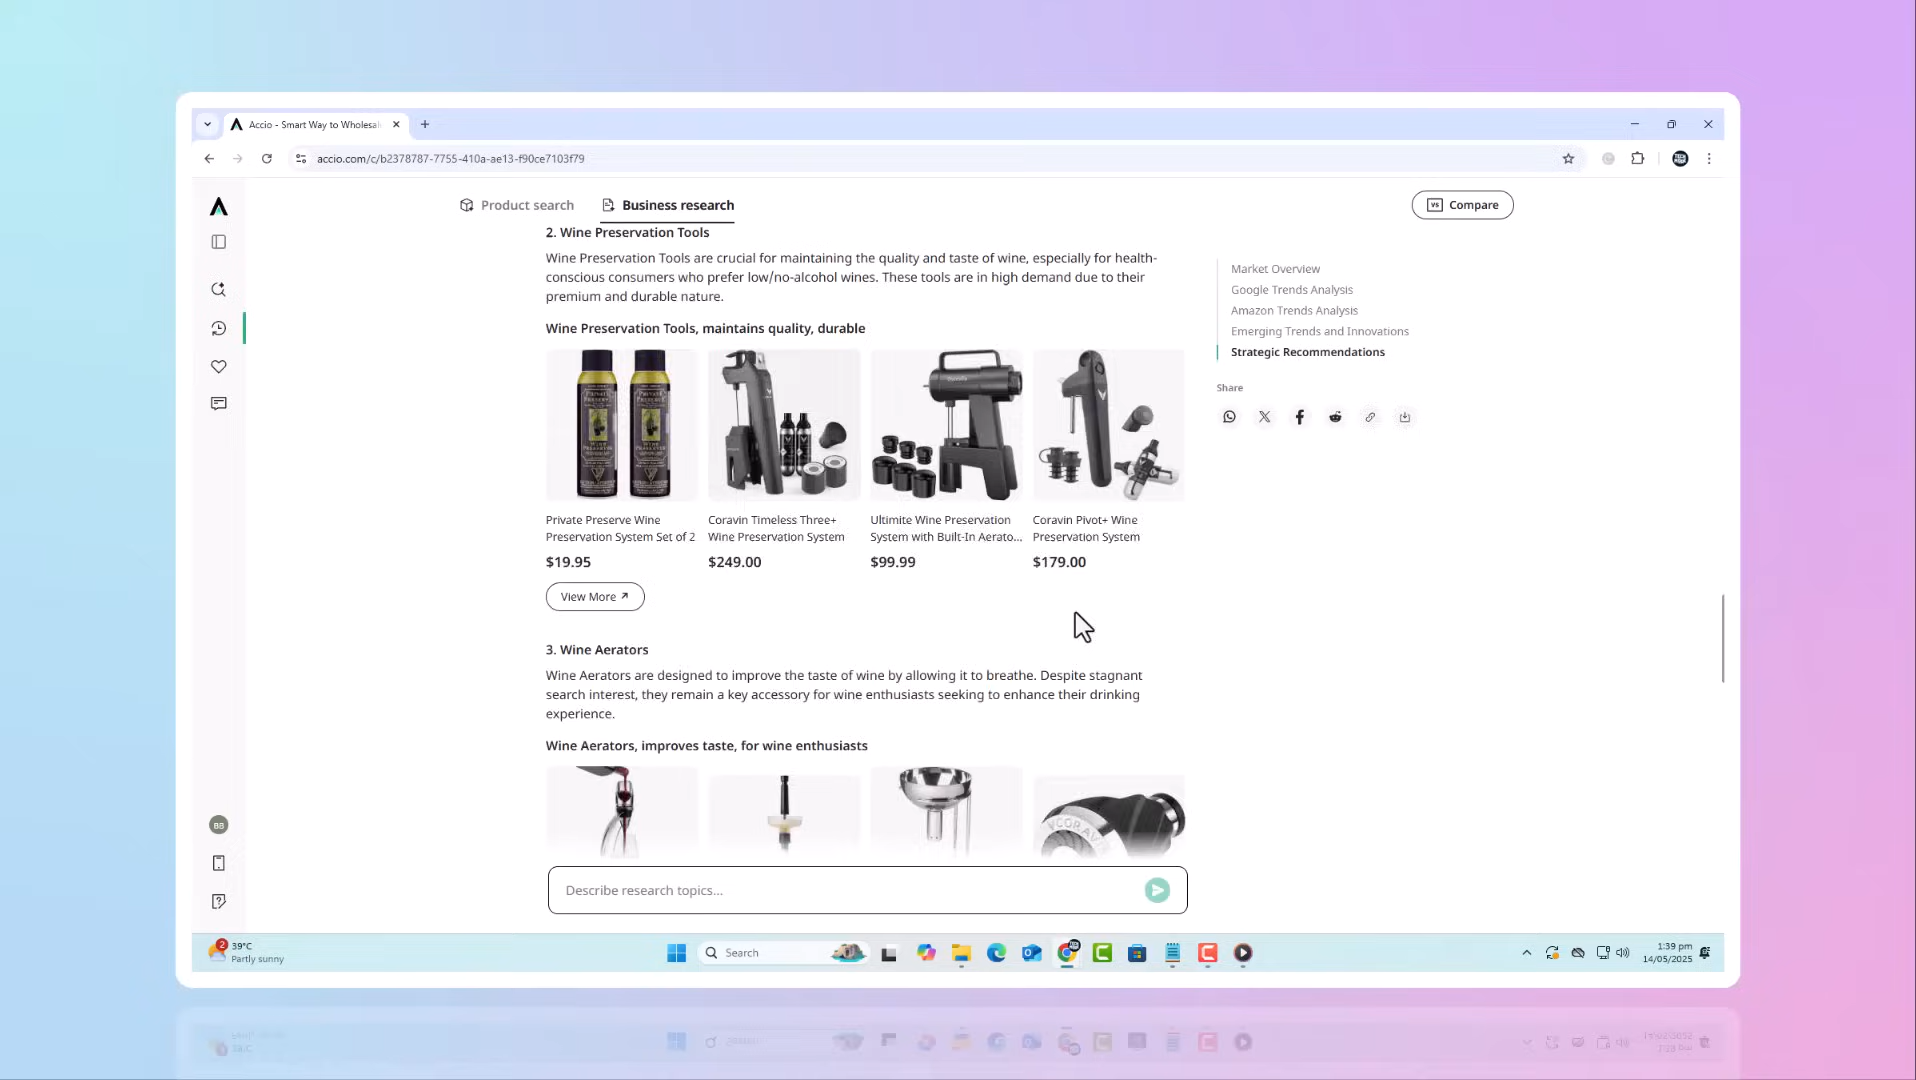 Accio - Smart Way to Wholesal
accio.com/c/b2378787-7755-410a-ae13-f90ce7103f79
Product search
Business research
VS Compare
2. Wine Preservation Tools
Wine Preservation Tools are crucial for maintaining the quality and taste of wine, especially for health-
conscious consumers who prefer low/no-alcohol wines. These tools are in high demand due to their
premium and durable nature.
Wine Preservation Tools, maintains quality, durable
Private Preserve Wine
Preservation System Set of 2
$19.95
Coravin Timeless Three+
Wine Preservation System
$249.00
Ultimite Wine Preservation
System with Built-In Aerato...
$99.99
Coravin Pivot+ Wine
Preservation System
$179.00
View More
3. Wine Aerators
Wine Aerators are designed to improve the taste of wine by allowing it to breathe. Despite stagnant
search interest, they remain a key accessory for wine enthusiasts seeking to enhance their drinking
experience.
Wine Aerators, improves taste, for wine enthusiasts
Describe research topics...
Market Overview
Google Trends Analysis
Amazon Trends Analysis
Emerging Trends and Innovations
Strategic Recommendations
Share
BB
2
39°C
Partly sunny
Search
1:39 pm
14/05/2025